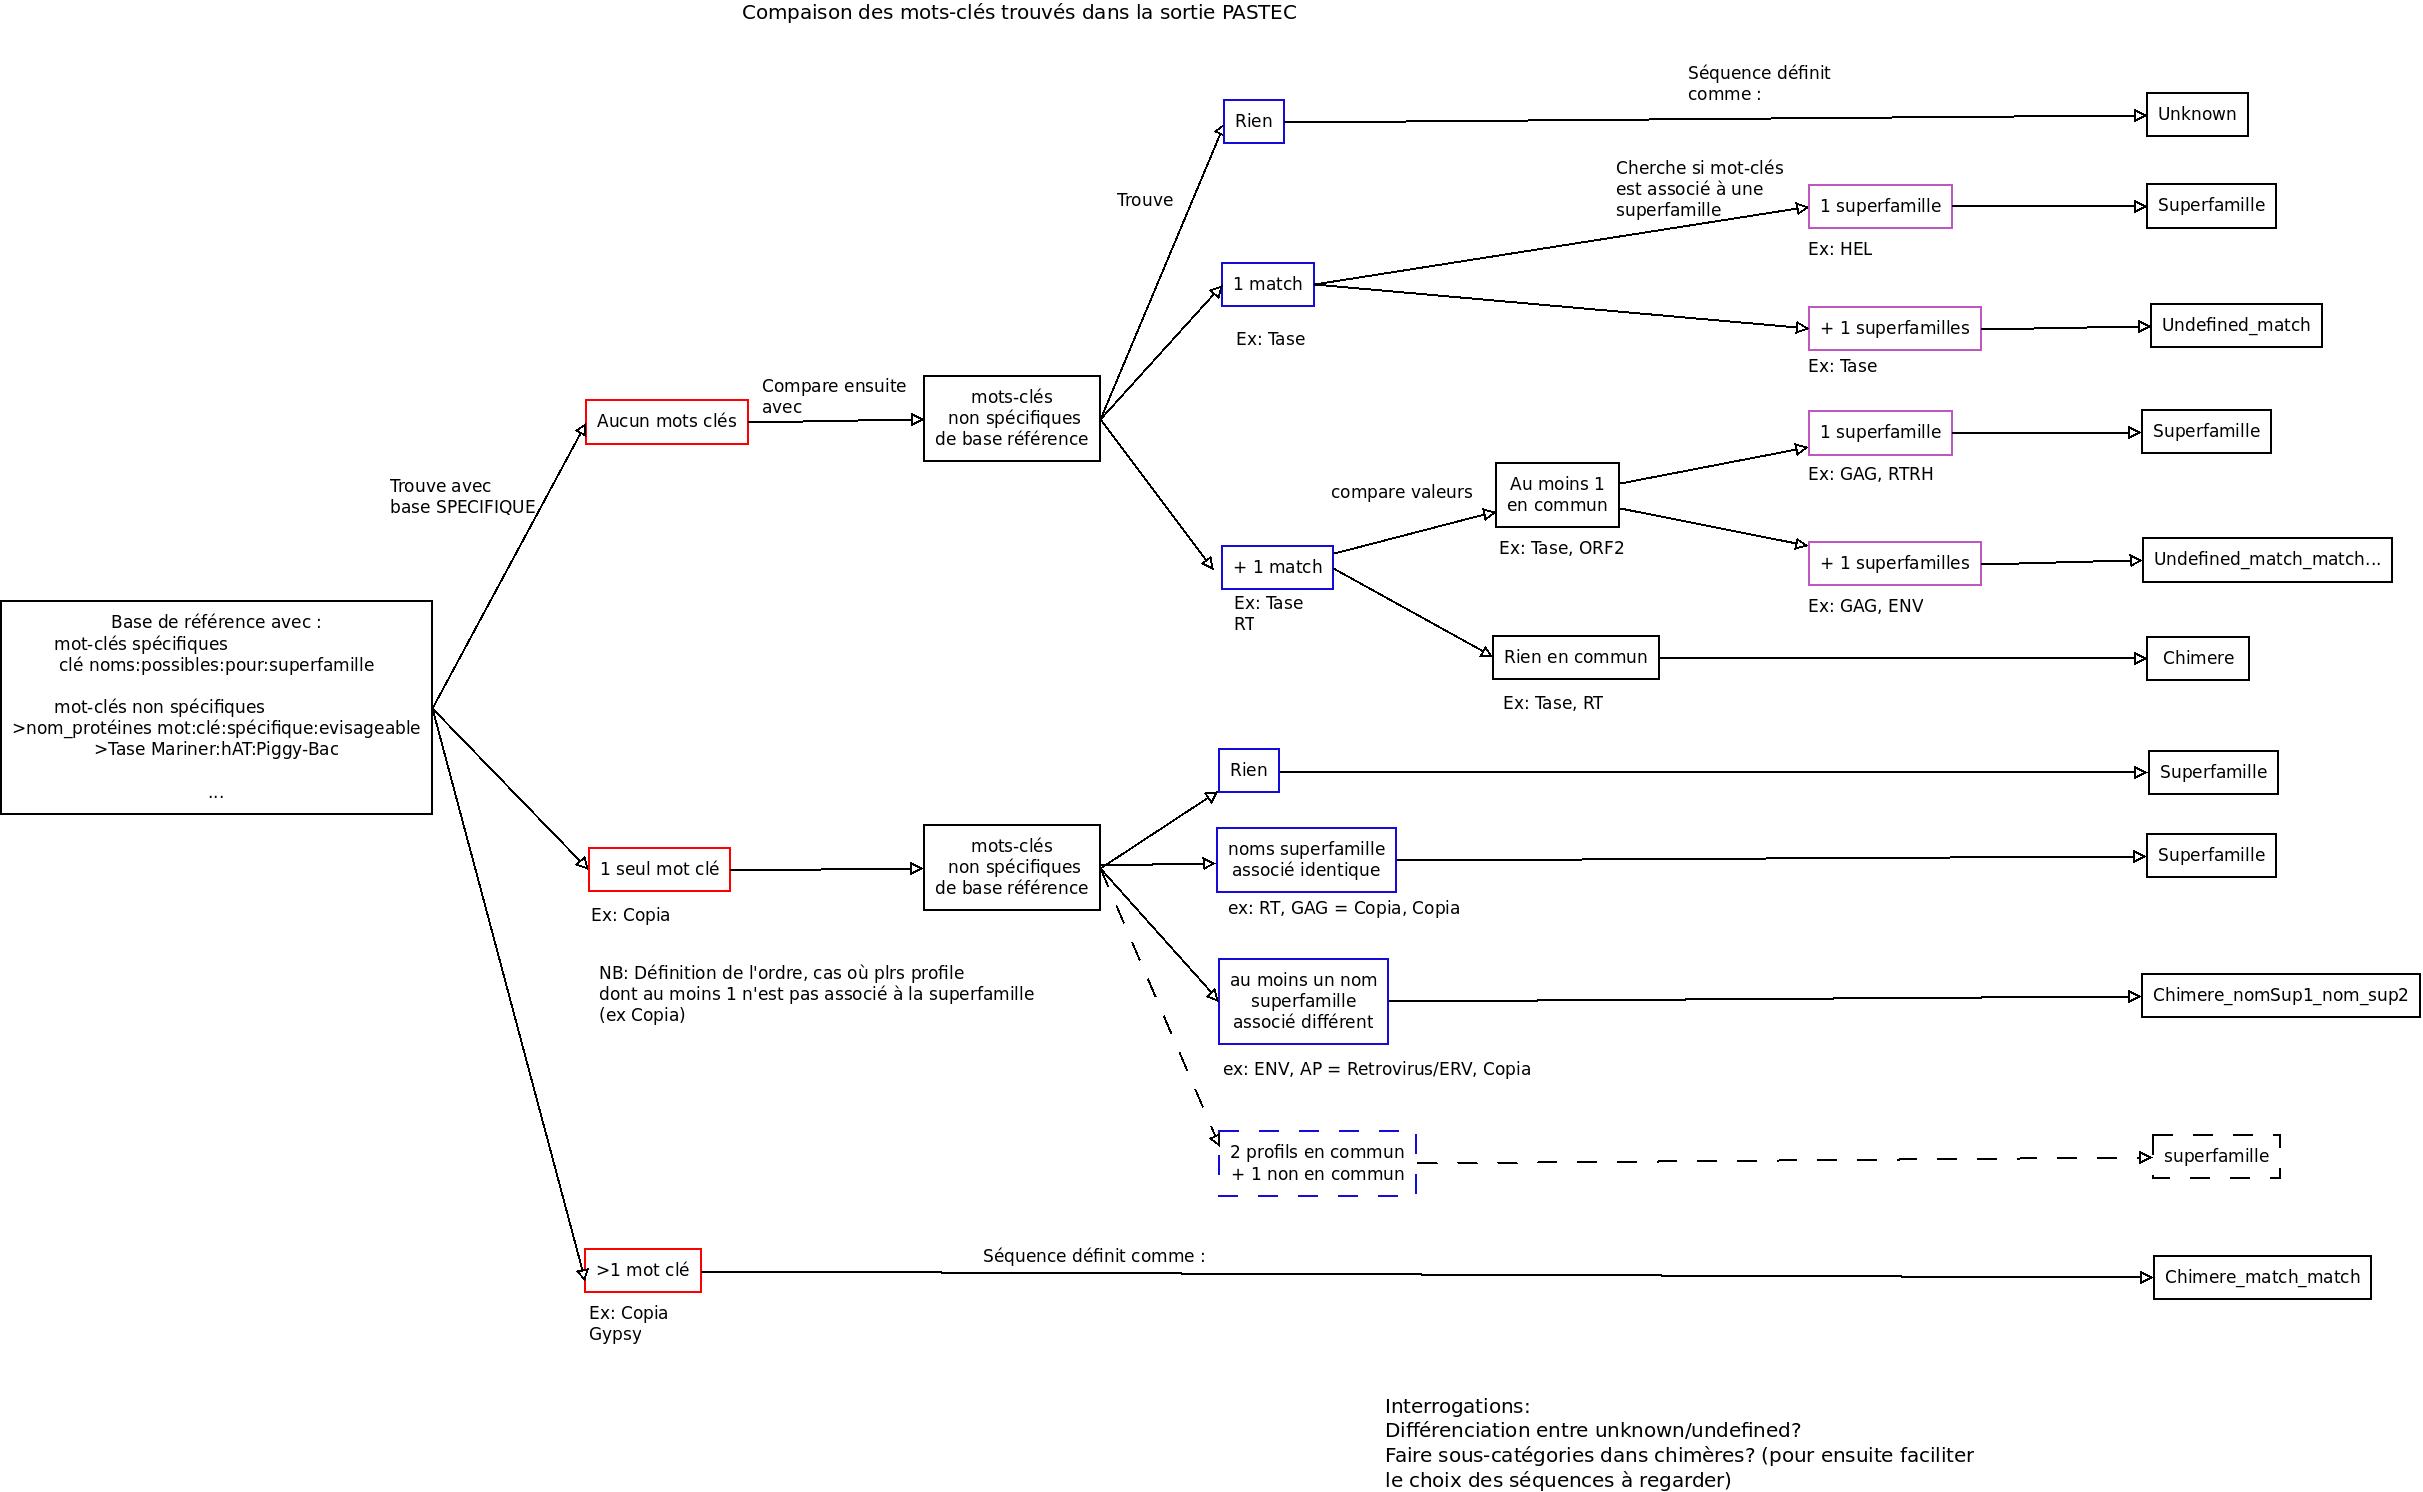 Compaison des mots-clés trouvés dans la sortie PASTEC
Séquence définit
comme :
Rien
Unknown
Trouve
Cherche si mot-clés
est associé à une
superfamille
1 superfamille
Superfamille
Ex: HEL
1 match
Ex: Tase
+ 1 superfamilles
Undefined_match
Ex: Tase
Aucun mots clés
Compare ensuite
avec
mots-clés
non spécifiques
de base référence
1 superfamille
Superfamille
Ex: GAG, RTRH
Trouve avec
base SPECIFIQUE
compare valeurs
Au moins 1
en commun
Ex: Tase, ORF2
+ 1 match
Ex: Tase
RT
+ 1 superfamilles
Undefined_match_match...
Ex: GAG, ENV
Rien en commun
Chimere
Ex: Tase, RT
Base de référence avec :
mot-clés spécifiques
clé noms:possibles:pour:superfamille
mot-clés non spécifiques
>nom_protéines mot:clé:spécifique:evisageable
>Tase Mariner:hAT:Piggy-Bac
...
Rien
Superfamille
1 seul mot clé
Ex: Copia
mots-clés
non spécifiques
de base référence
noms superfamille
associé identique
Superfamille
ex: RT, GAG = Copia, Copia
NB: Définition de l'ordre, cas où plrs profile
dont au moins 1 n'est pas associé à la superfamille
(ex Copia)
au moins un nom
superfamille
associé différent
Chimere_nomSup1_nom_sup2
ex: ENV, AP = Retrovirus/ERV, Copia
2 profils en commun
+ 1 non en commun
superfamille
>1 mot clé
Séquence définit comme :
Chimere_match_match
Ex: Copia
Gypsy
Interrogations:
Différenciation entre unknown/undefined?
Faire sous-catégories dans chimères? (pour ensuite faciliter
le choix des séquences à regarder)